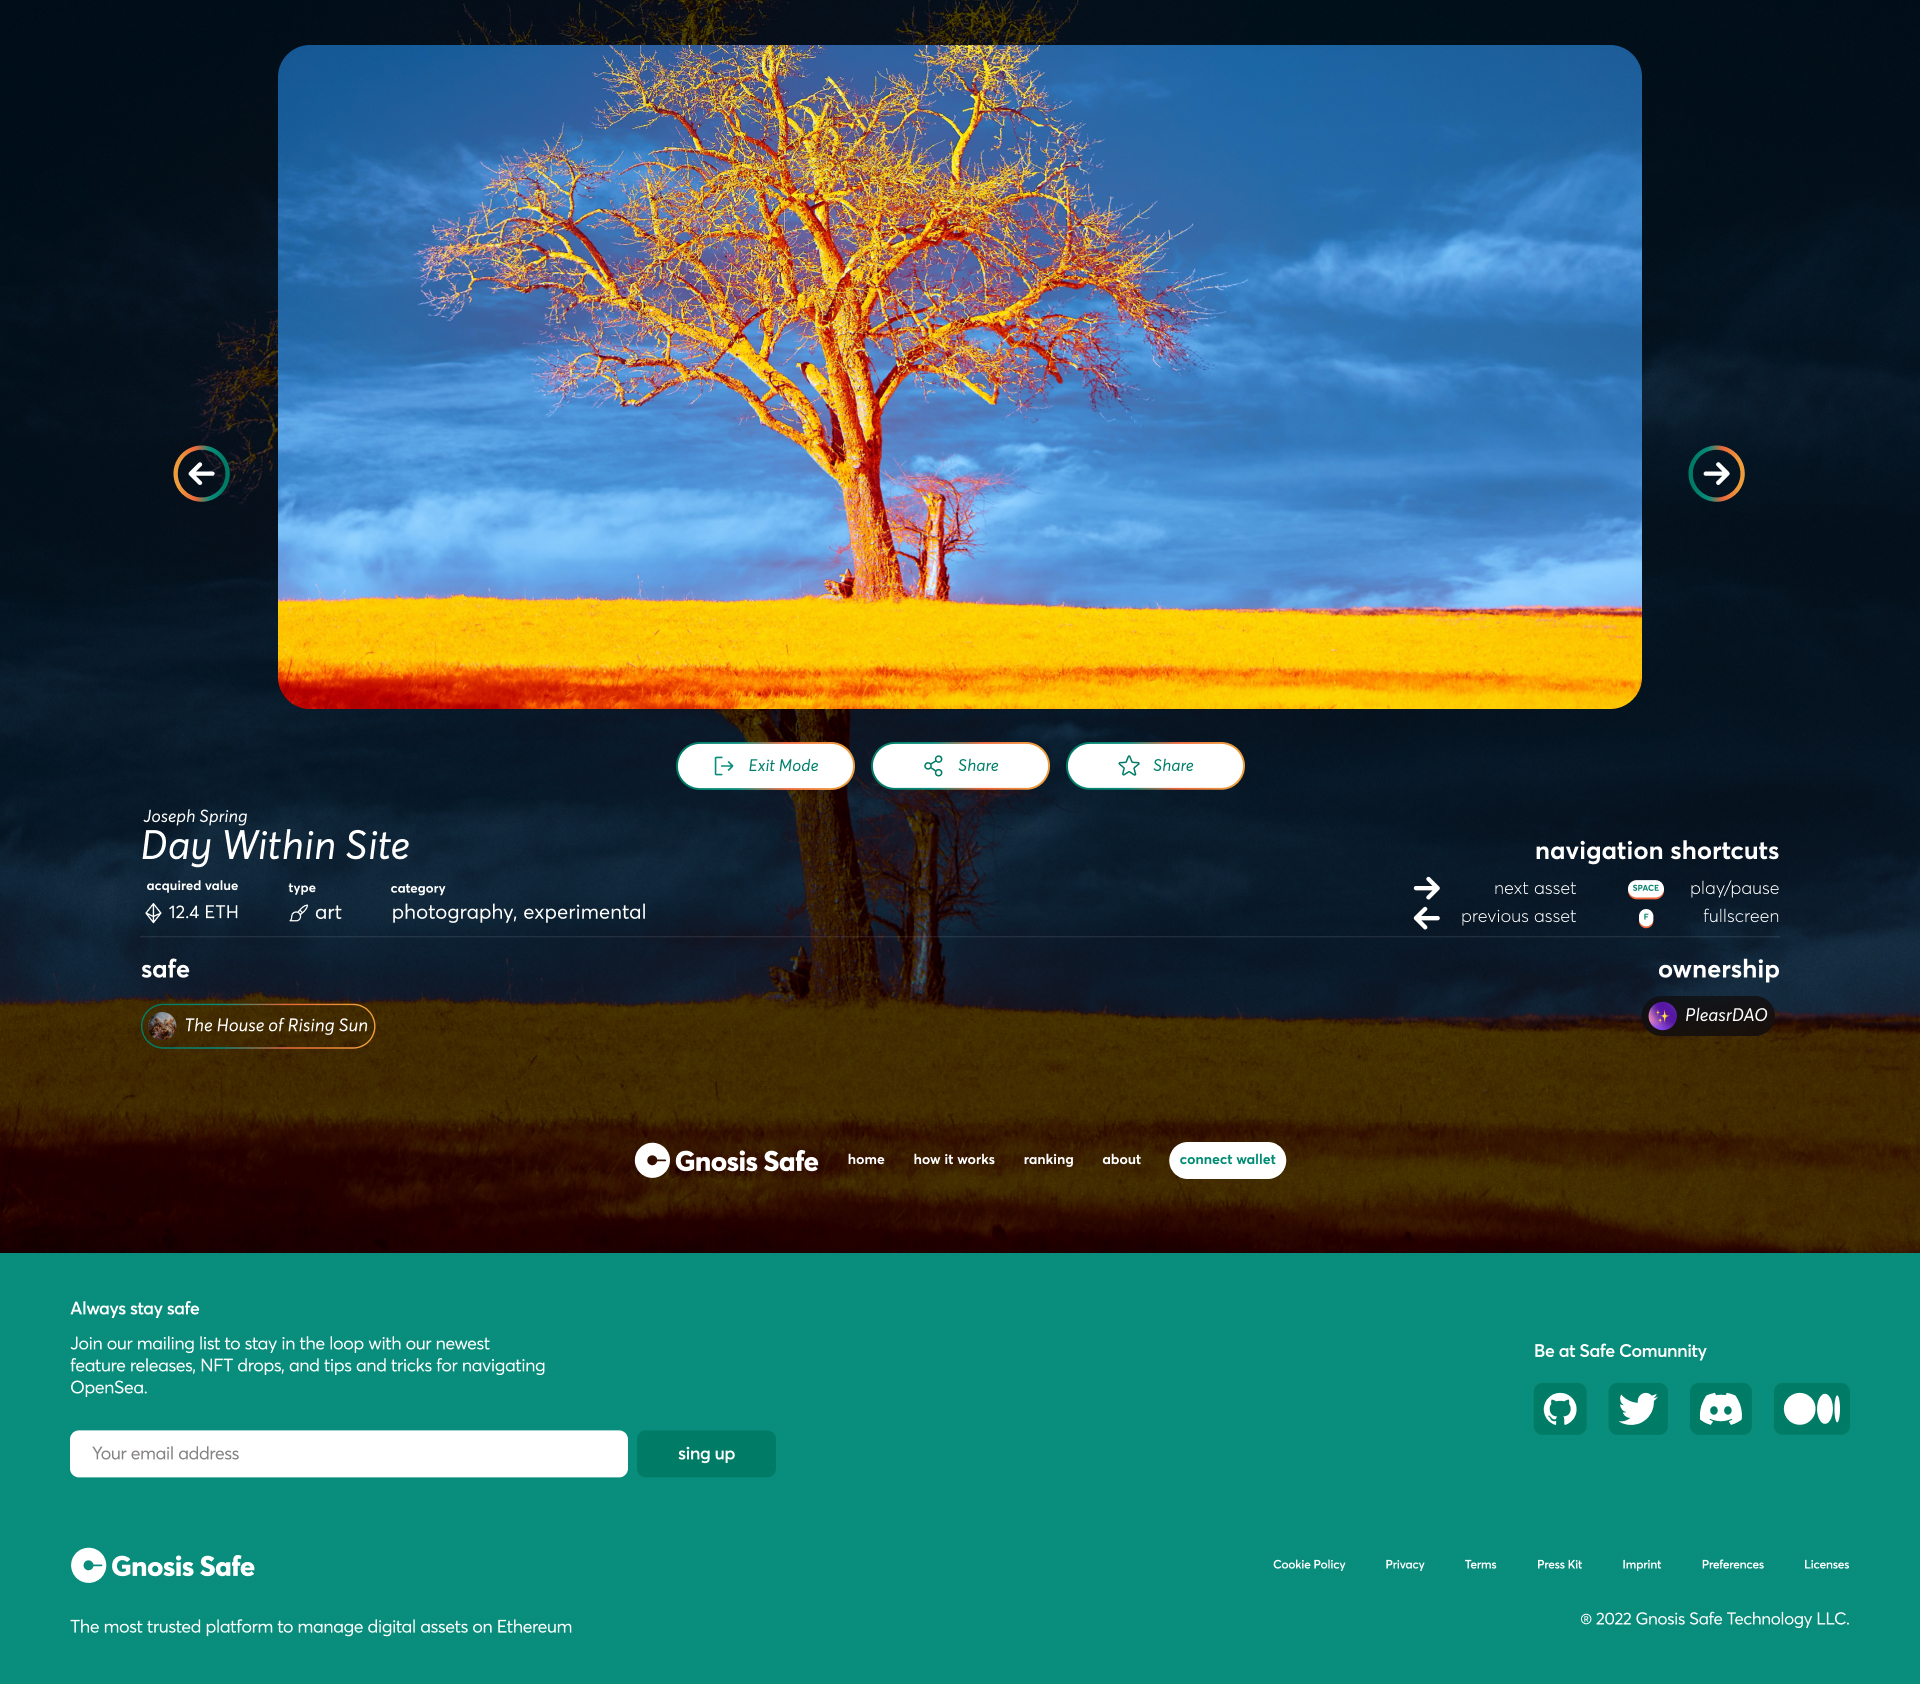 Exit Mode
Share
Share
Joseph Spring
Day Within Site
acquired value
12.4 ETH
type
art
category
photography, experimental
navigation shortcuts
next asset
SPACE play/pause
previous asset
F fullscreen
safe
The House of Rising Sun
ownership
PleasrDAO
Gnosis Safe home how it works ranking about connect wallet
Always stay safe
Join our mailing list to stay in the loop with our newest
feature releases, NFT drops, and tips and tricks for navigating
OpenSea.
Your email address
sing up
Be at Safe Comunnity
Gnosis Safe
The most trusted platform to manage digital assets on Ethereum
Cookie Policy Privacy Terms Press Kit Imprint Preferences Licenses
® 2022 Gnosis Safe Technology LLC.